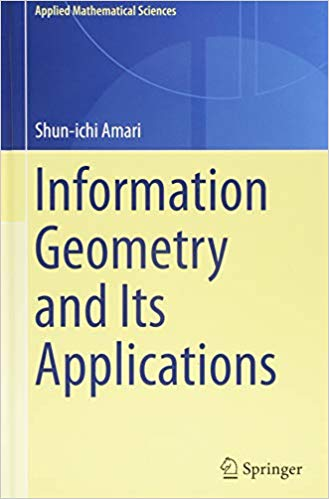 Applied Mathematical Sciences
Shun-ichi Amari
Information
Geometry
and Its
Applications
Springer